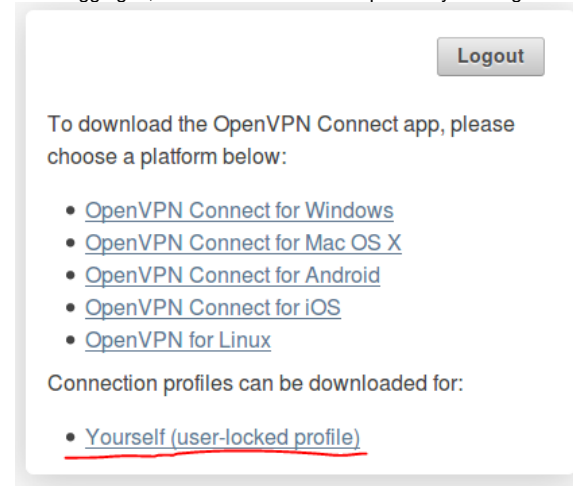 Logout
To download the OpenVPN Connect app, please
choose a platform below:
• OpenVPN Connect for Windows
• OpenVPN Connect for Mac OS X
• OpenVPN Connect for Android
• OpenVPN Connect for iOS
• OpenVPN for Linux
Connection profiles can be downloaded for:
• Yourself (user-locked profile)